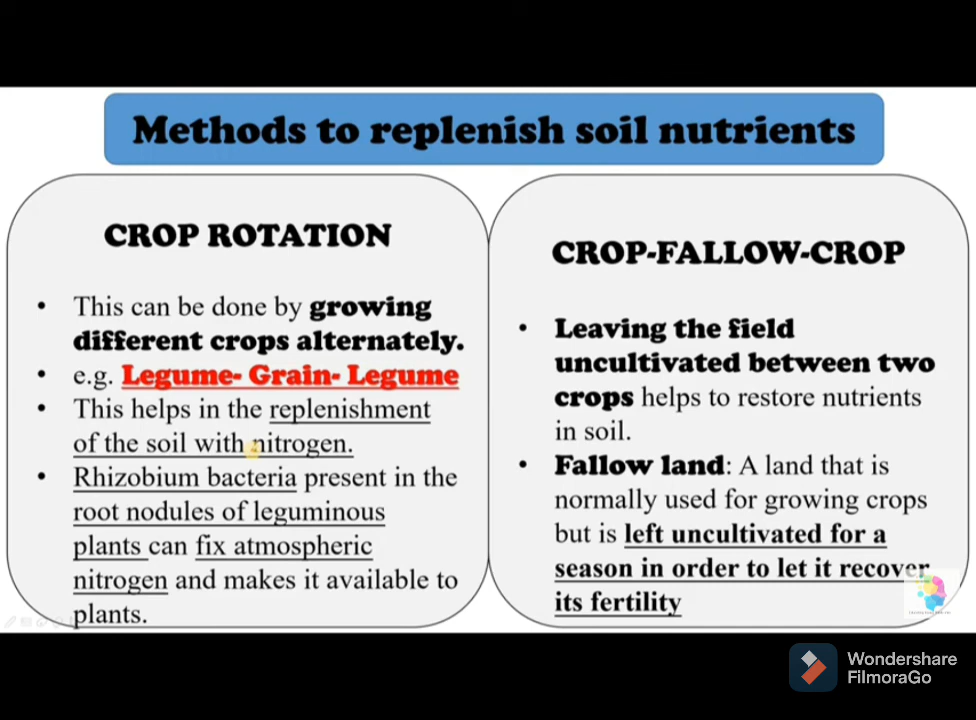 Methods to replenish soil nutrients
CROP ROTATION
• This can be done by growing
different crops alternately.
• e.g. Legume- Grain- Legume
• This helps in the replenishment
of the soil with nitrogen.
• Rhizobium bacteria present in the
root nodules of leguminous
plants can fix atmospheric
nitrogen and makes it available to
plants.
CROP-FALLOW-CROP
• Leaving the field
uncultivated between two
crops helps to restore nutrients
in soil.
• Fallow land: A land that is
normally used for growing crops
but is left uncultivated for a
season in order to let it recover
its fertility
Wondershare
FilmoraGo